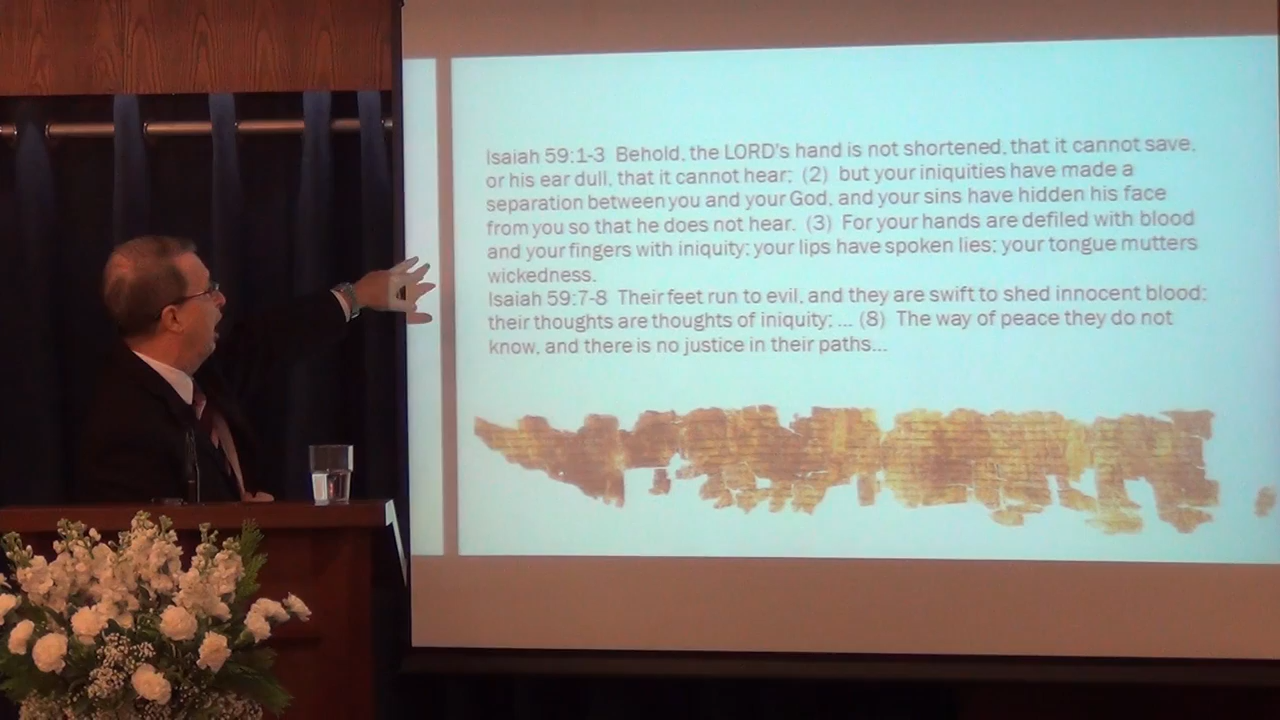 Isaiah 59:1-3 Behold, the LORD's hand is not shortened, that it cannot save,
or his ear dull, that it cannot hear; (2) but your iniquities have made a
separation between you and your God, and your sins have hidden his face
from you so that he does not hear. (3) For your hands are defiled with blood
and your fingers with iniquity; your lips have spoken lies; your tongue mutters
wickedness.
Isaiah 59:7-8 Their feet run to evil, and they are swift to shed innocent blood;
their thoughts are thoughts of iniquity; ... (8) The way of peace they do not
know, and there is no justice in their paths...